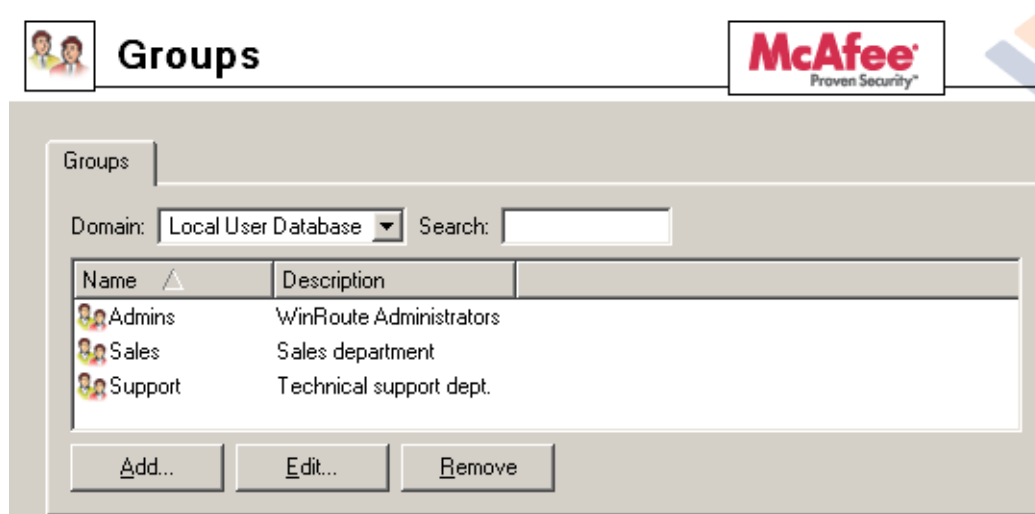 Groups
McAfee®
Proven Security™
Groups
Domain: Local User Database Search:
Name Description
Admins WinRoute Administrators
Sales Sales department
Support Technical support dept.
Add... Edit... Remove